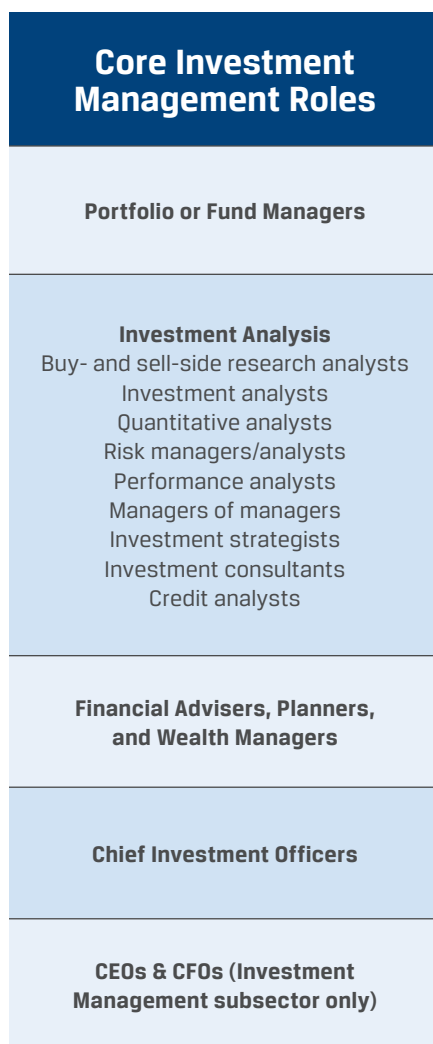 Core Investment
Management Roles
Portfolio or Fund Managers
Investment Analysis
Buy- and sell-side research analysts
Investment analysts
Quantitative analysts
Risk managers/analysts
Performance analysts
Managers of managers
Investment strategists
Investment consultants
Credit analysts
Financial Advisers, Planners,
and Wealth Managers
Chief Investment Officers
CEOs & CFOs (Investment
Management subsector only)